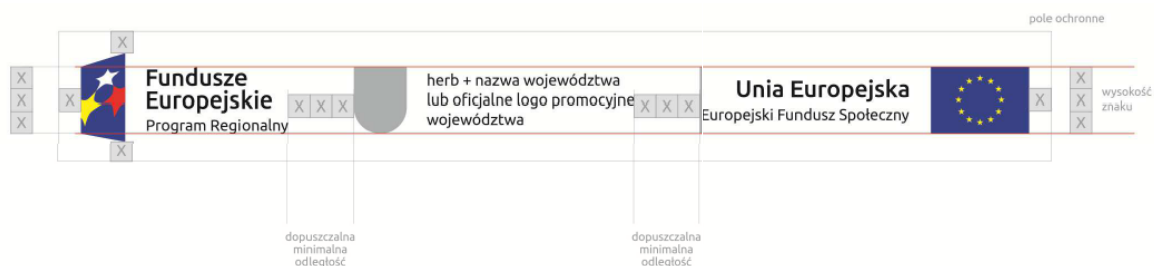 pole ochronne
X
X
X
X
X
Fundusze
Europejskie
Program Regionalny
X
X X X
herb + nazwa województwa
lub oficjalne logo promocyjne
województwa
X X X
Unia Europejska
Europejski Fundusz Społeczny
X
X
X
X
wysokość
znaku
X
dopuszczalna
minimalna
odległość
dopuszczalna
minimalna
odległość